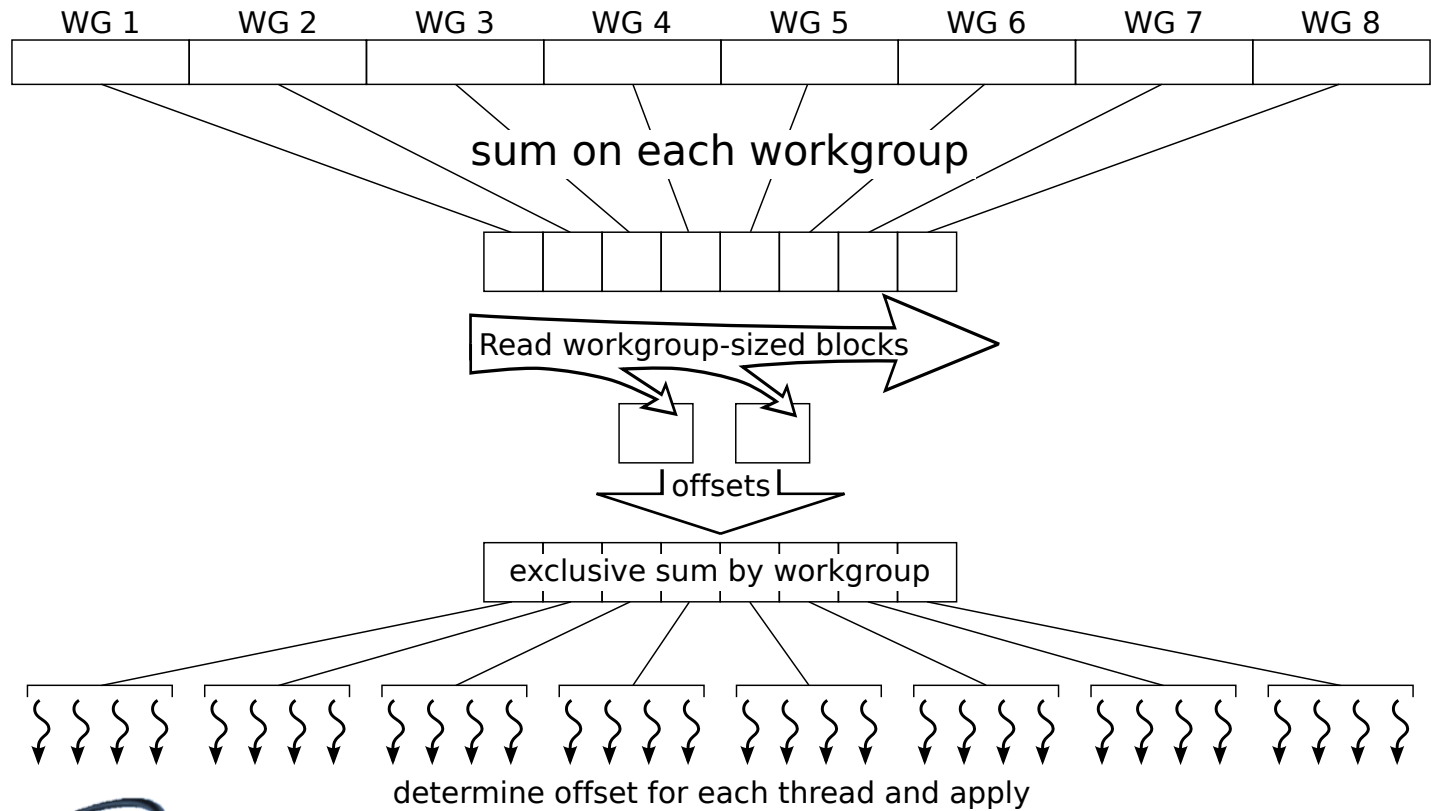 WG 1 WG 2 WG 3 WG 4 WG 5 WG 6 WG 7 WG 8
sum on each workgroup
Read workgroup-sized blocks
offsets
exclusive sum by workgroup
determine offset for each thread and apply